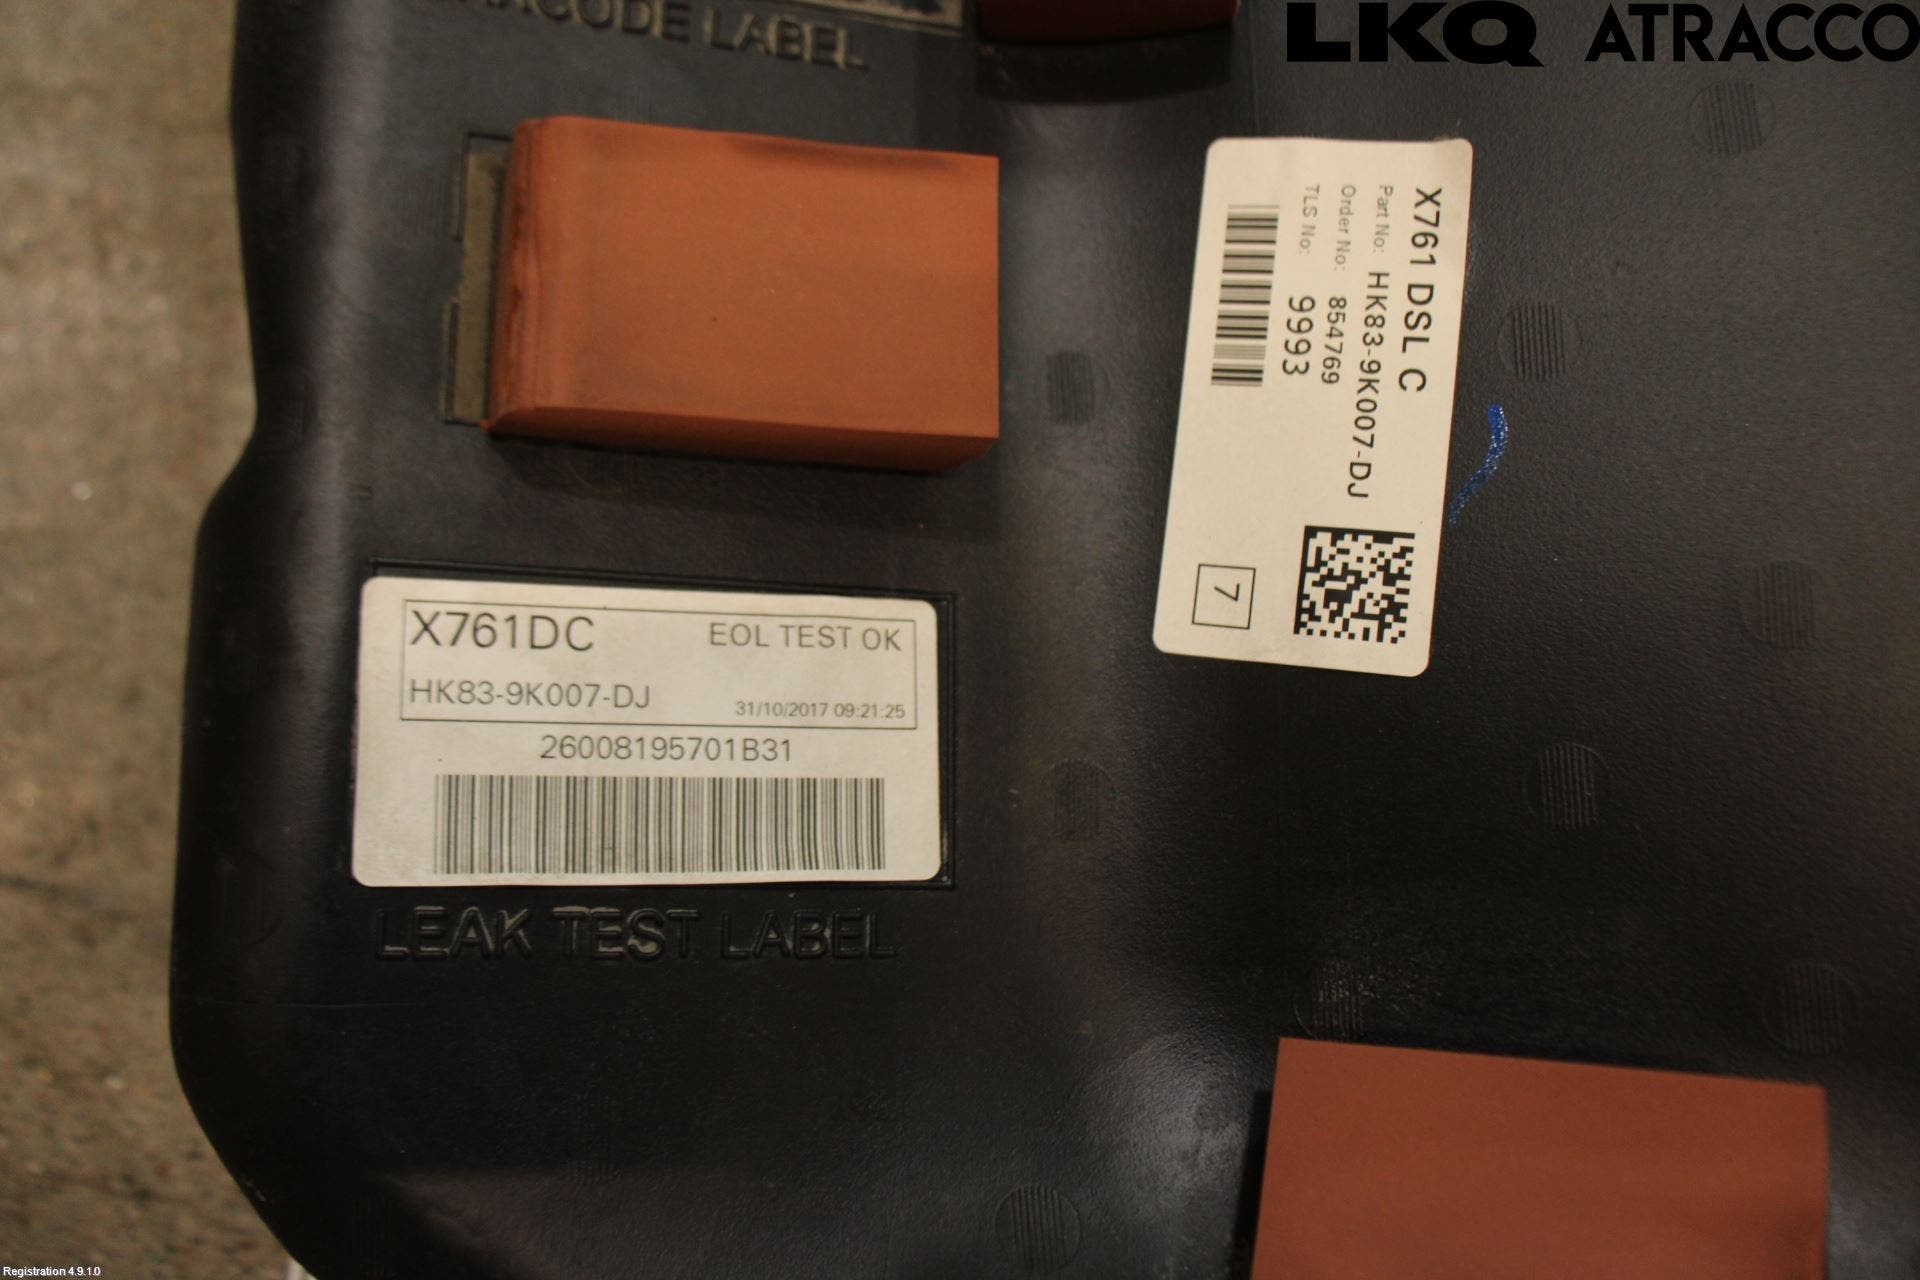 LKQ ATRACCO
CODE LABEL
X761 DSL C
Part No: HK83-9K007-DJ
Order No: 854769
TLS No: 9993
7
X761DC
EOL TEST OK
HK83-9K007-DJ
31/10/2017 09:21:25
26008195701B31
LEAK TEST LABEL
Registration 4.9.1.0